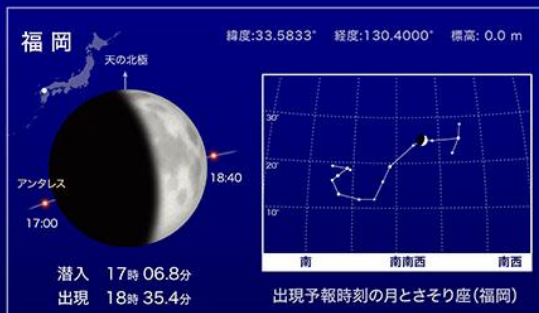 福岡
緯度:33.5833° 経度:130.4000° 標高: 0.0 m
天の北極
アンタレス
17:00
18:40
30°
20°
10°
南 南南西 南西
潜入 17時 06.8分
出現 18時 35.4分
出現予報時刻の月とさそり座(福岡)